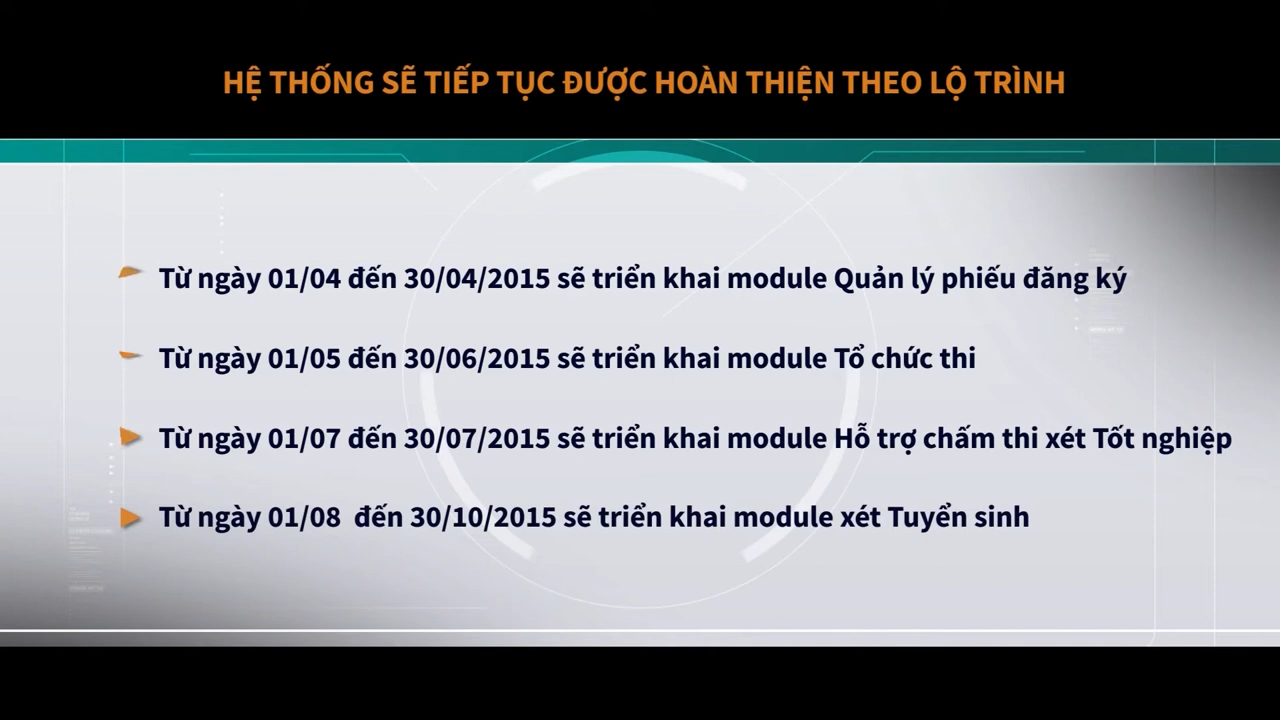 HỆ THỐNG SẼ TIẾP TỤC ĐƯỢC HOÀN THIỆN THEO LỘ TRÌNH
Từ ngày 01/04 đến 30/04/2015 sẽ triển khai module Quản lý phiếu đăng ký
Từ ngày 01/05 đến 30/06/2015 sẽ triển khai module Tổ chức thi
Từ ngày 01/07 đến 30/07/2015 sẽ triển khai module Hỗ trợ chấm thi xét Tốt nghiệp
Từ ngày 01/08  đến 30/10/2015 sẽ triển khai module xét Tuyển sinh